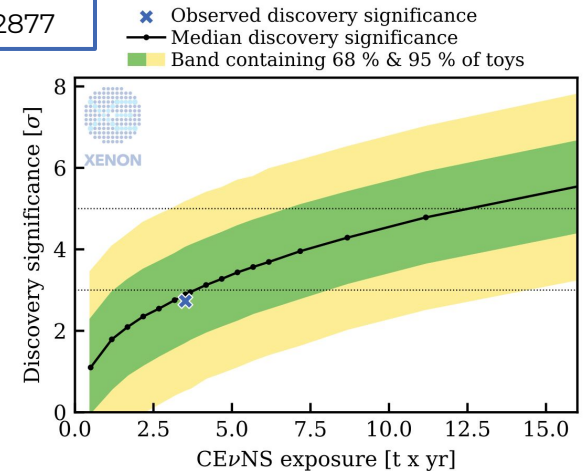 2877
Observed discovery significance
Median discovery significance
Band containing 68 % & 95 % of toys
Discovery significance [σ]
8
6
4
2
0
XENON
0.0 2.5 5.0 7.5 10.0 12.5 15.0
CEνNS exposure [t x yr]